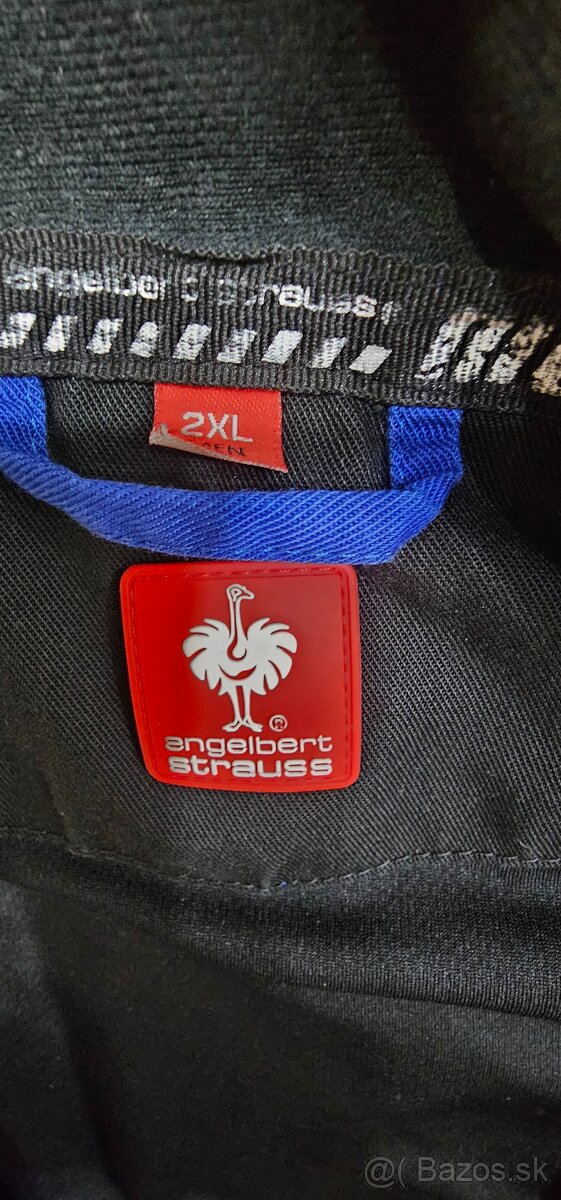 angelbert strauss
2XL
®
angelbert
strauss
@( Bazos.sk